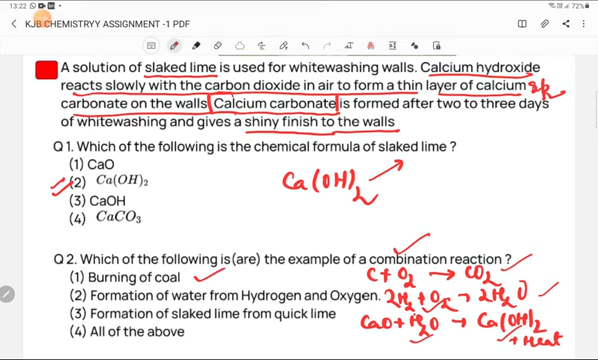 13:22
72%
KJB CHEMISTRYY ASSIGNMENT -1 PDF
A solution of slaked lime is used for whitewashing walls. Calcium hydroxide
reacts slowly with the carbon dioxide in air to form a thin layer of calcium
carbonate on the walls. Calcium carbonate is formed after two to three days
of whitewashing and gives a shiny finish to the walls
Q 1. Which of the following is the chemical formula of slaked lime ?
(1) CaO
(2) Ca(OH)₂
(3) CaOH
(4) CaCO₃
Ca(OH)₂
Q 2. Which of the following is(are) the example of a combination reaction ?
(1) Burning of coal
C + O₂ → CO₂
(2) Formation of water from Hydrogen and Oxygen.
2H₂ + O₂ → 2H₂O
(3) Formation of slaked lime from quick lime
CaO + H₂O → Ca(OH)₂
+ Heat
(4) All of the above